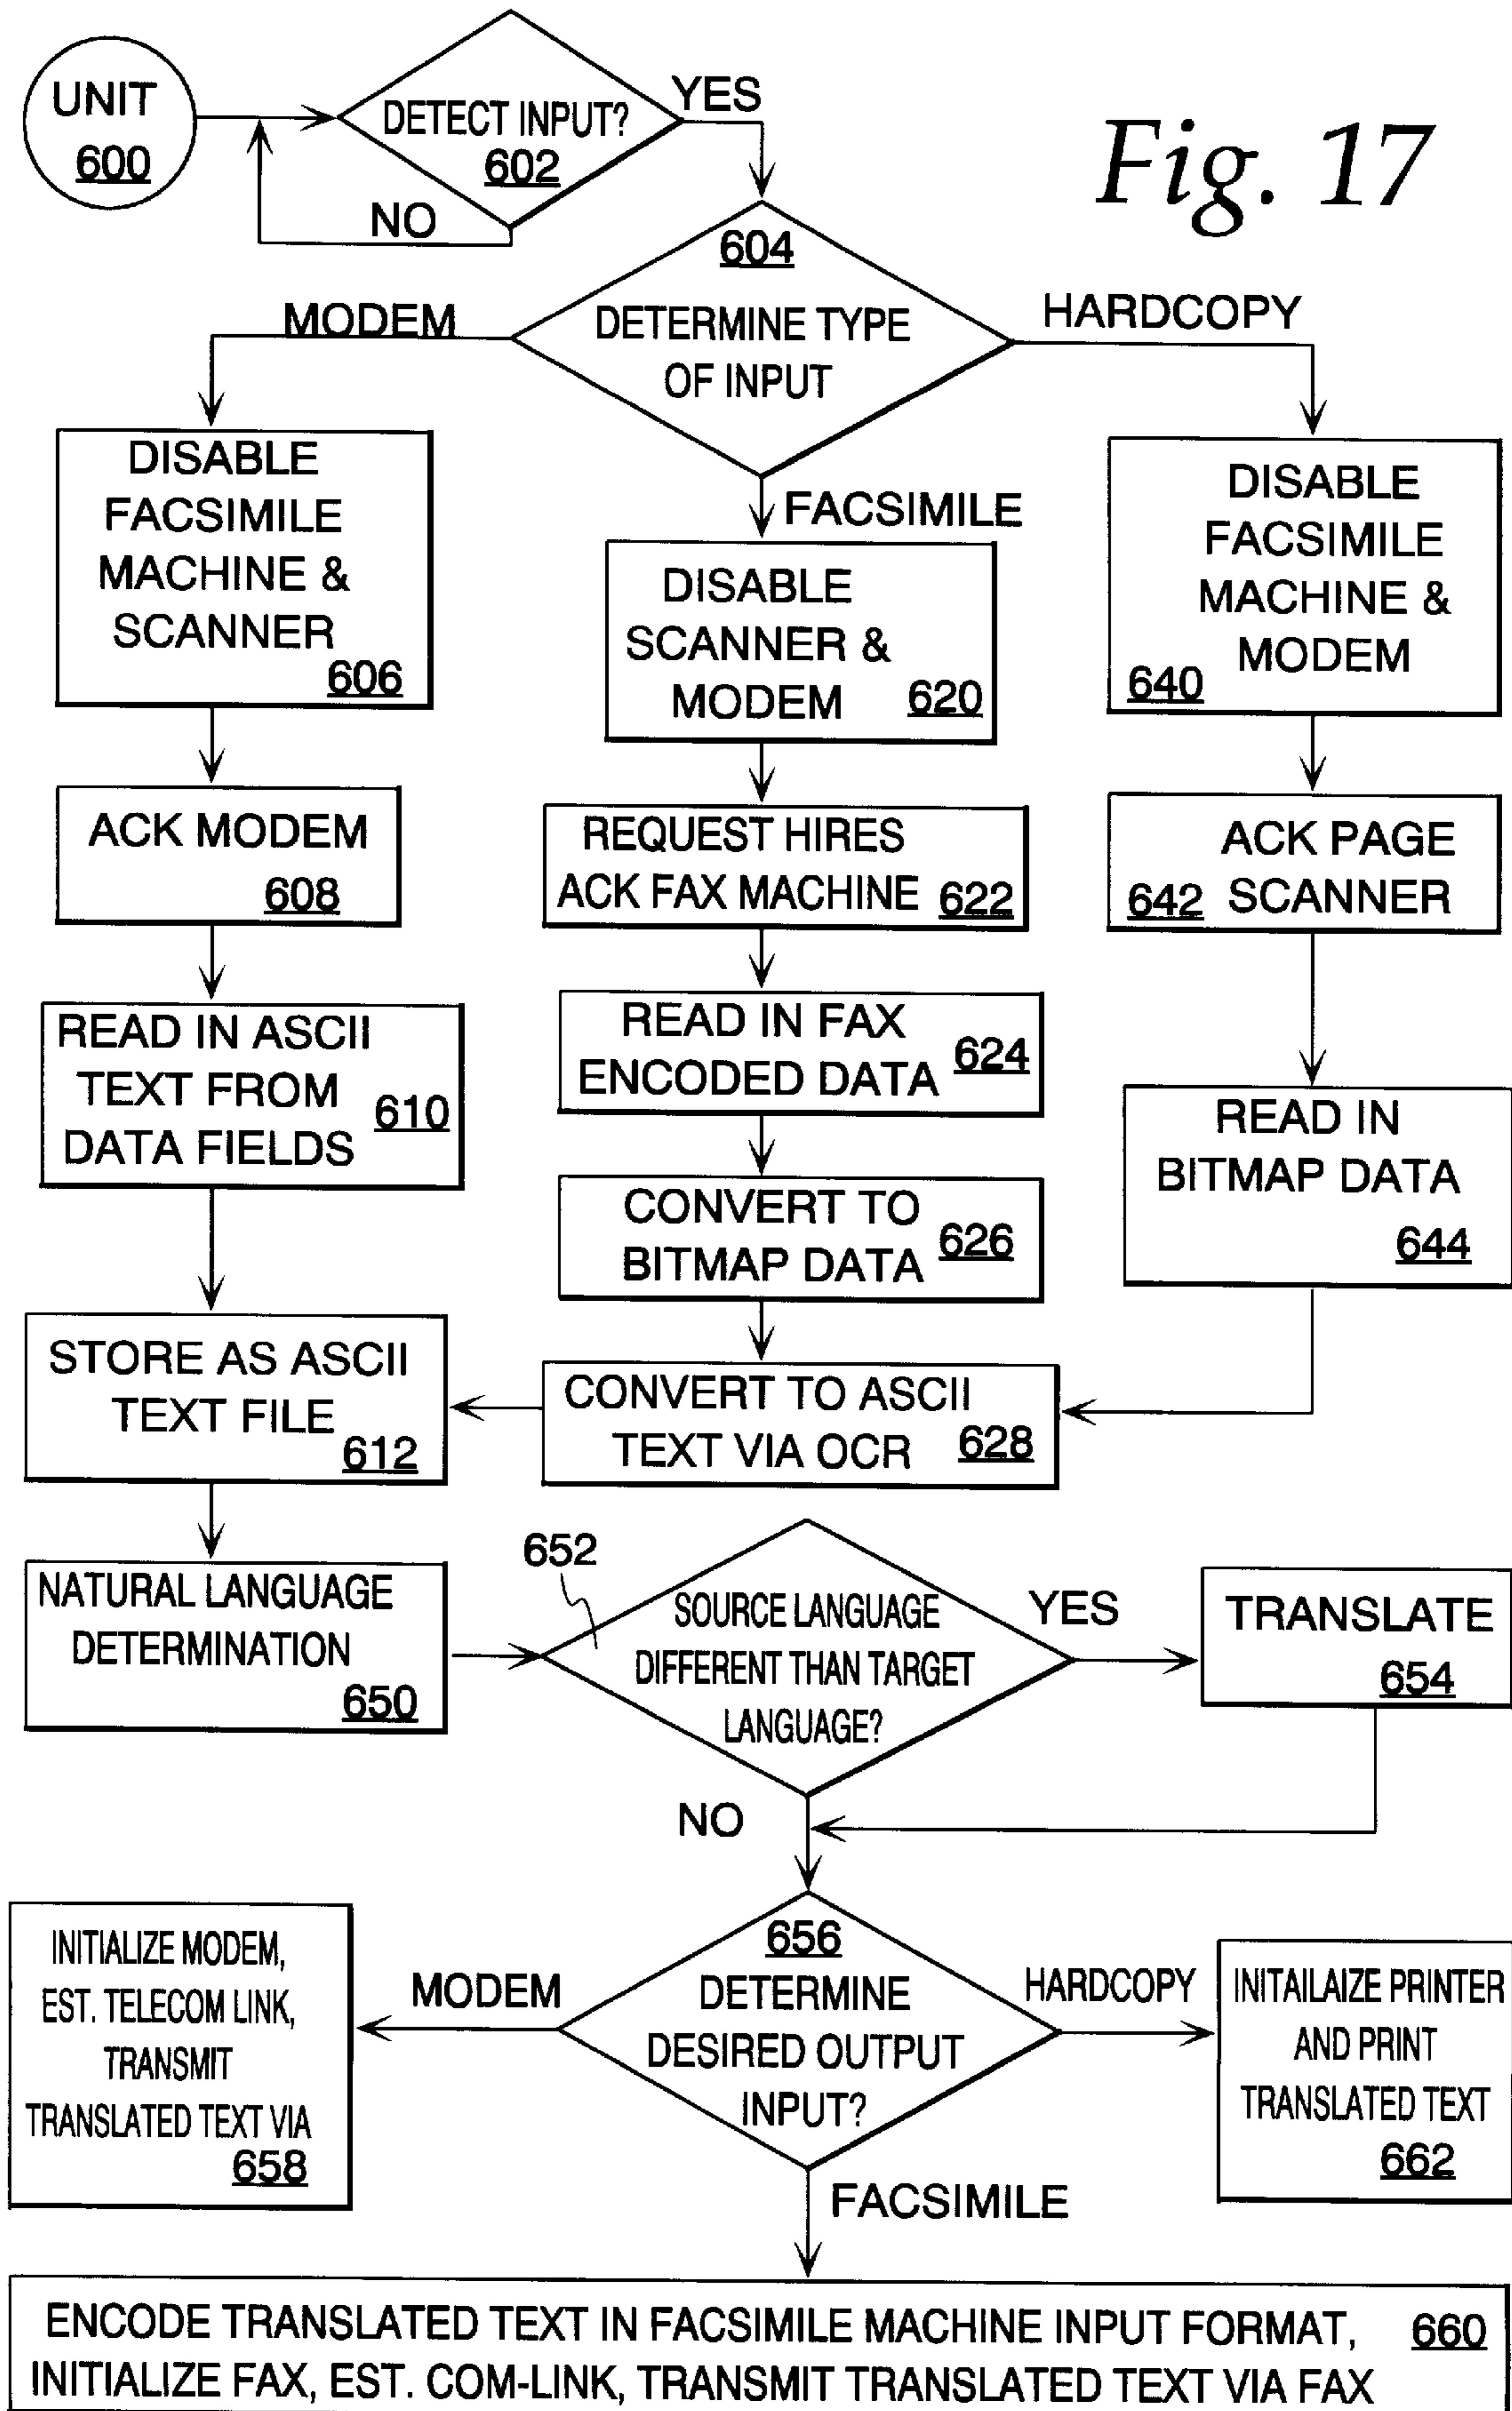 Fig. 17
UNIT
600
DETECT INPUT?
602
YES
NO
604
DETERMINE TYPE
OF INPUT
MODEM
HARDCOPY
FACSIMILE
DISABLE
FACSIMILE
MACHINE &
SCANNER
606
DISABLE
SCANNER &
MODEM
620
DISABLE
FACSIMILE
MACHINE &
MODEM
640
ACK MODEM
608
REQUEST HIRES
ACK FAX MACHINE
622
ACK PAGE
SCANNER
642
READ IN ASCII
TEXT FROM
DATA FIELDS
610
READ IN FAX
ENCODED DATA
624
READ IN
BITMAP DATA
644
CONVERT TO
BITMAP DATA
626
STORE AS ASCII
TEXT FILE
612
CONVERT TO ASCII
TEXT VIA OCR
628
NATURAL LANGUAGE
DETERMINATION
650
652
SOURCE LANGUAGE
DIFFERENT THAN TARGET
LANGUAGE?
YES
TRANSLATE
654
NO
656
DETERMINE
DESIRED OUTPUT
INPUT?
MODEM
HARDCOPY
INITIALIZE MODEM,
EST. TELECOM LINK,
TRANSMIT
TRANSLATED TEXT VIA
658
INITAILAIZE PRINTER
AND PRINT
TRANSLATED TEXT
662
FACSIMILE
ENCODE TRANSLATED TEXT IN FACSIMILE MACHINE INPUT FORMAT,
INITIALIZE FAX, EST. COM-LINK, TRANSMIT TRANSLATED TEXT VIA FAX
660